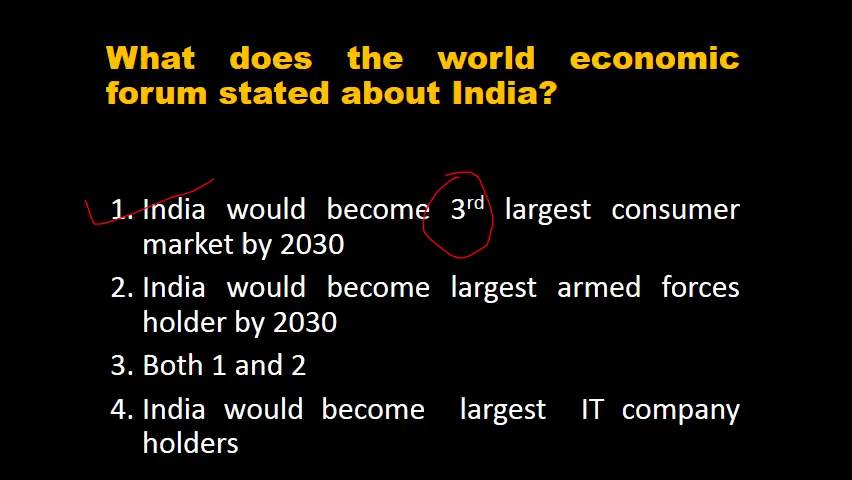 What does the world economic
forum stated about India?
1. India would become 3rd largest consumer
market by 2030
2. India would become largest armed forces
holder by 2030
3. Both 1 and 2
4. India would become largest IT company
holders